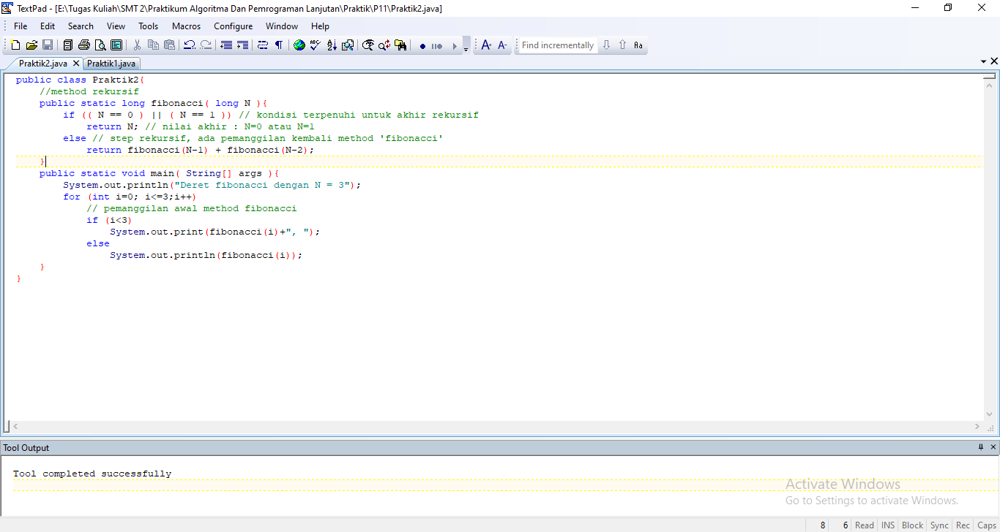 TextPad - [E:\Tugas Kuliah\SMT 2\Praktikum Algoritma Dan Pemrograman Lanjutan\Praktik\P11\Praktik2.java]
File Edit Search View Tools Macros Configure Window Help
Find incrementally Aa
Praktik2.java Praktik1.java
public class Praktik2{
//method rekursif
public static long fibonacci( long N ){
if (( N == 0 ) || ( N == 1 )) // kondisi terpenuhi untuk akhir rekursif
return N; // nilai akhir : N=0 atau N=1
else // step rekursif, ada pemanggilan kembali method 'fibonacci'
return fibonacci(N-1) + fibonacci(N-2);
}
public static void main( String[] args ){
System.out.println("Deret fibonacci dengan N = 3");
for (int i=0; i<=3;i++)
// pemanggilan awal method fibonacci
if (i<3)
System.out.print(fibonacci(i)+", ");
else
System.out.println(fibonacci(i));
}
}
Tool Output
Tool completed successfully
Activate Windows
Go to Settings to activate Windows.
8 6 Read INS Block Sync Rec Caps